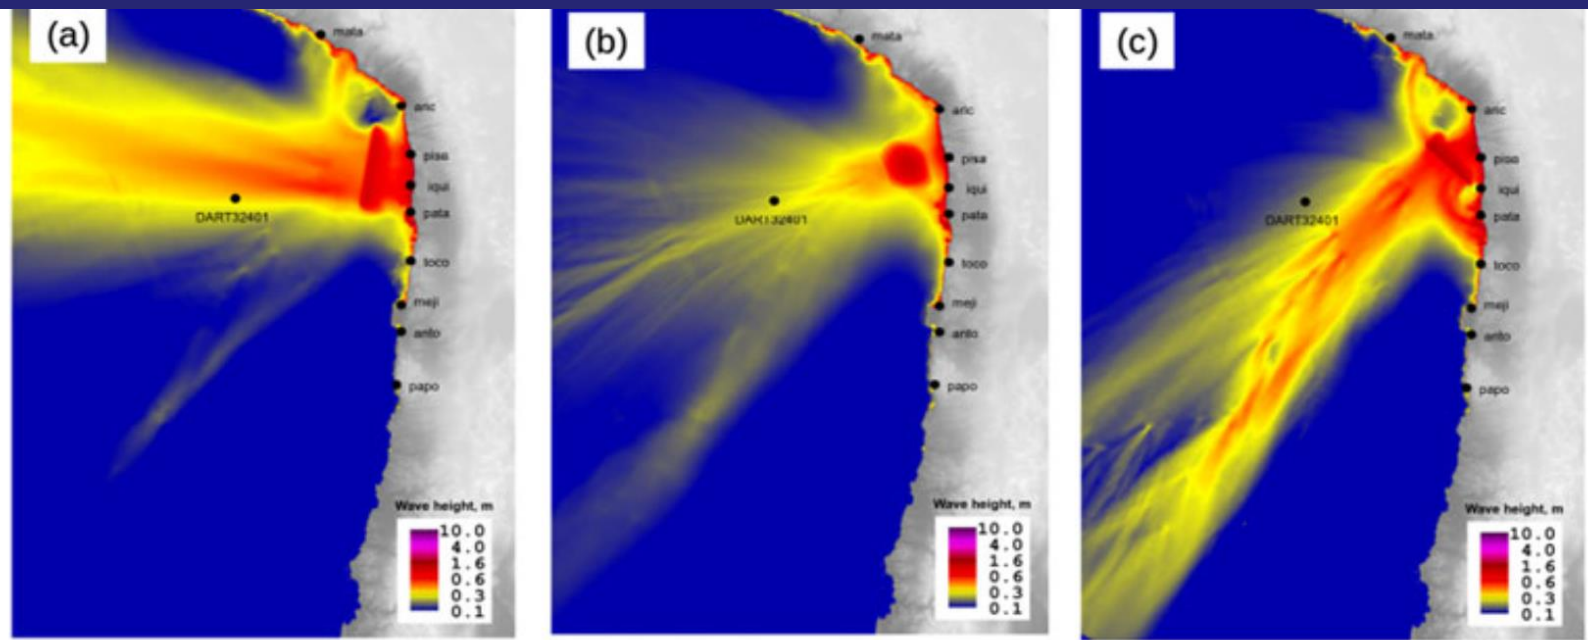 (a)
mata
aric
pisa
iqui
DART32401
pata
toco
meji
anto
papo
Wave height, m
10.0
4.0
1.6
0.6
0.3
0.1
(b)
mata
aric
pisa
iqui
DART32401
pata
toco
meji
anto
papo
Wave height, m
10.0
4.0
1.6
0.6
0.3
0.1
(c)
mata
aric
pisa
iqui
DART32401
pata
toco
meji
anto
papo
Wave height, m
10.0
4.0
1.6
0.6
0.3
0.1